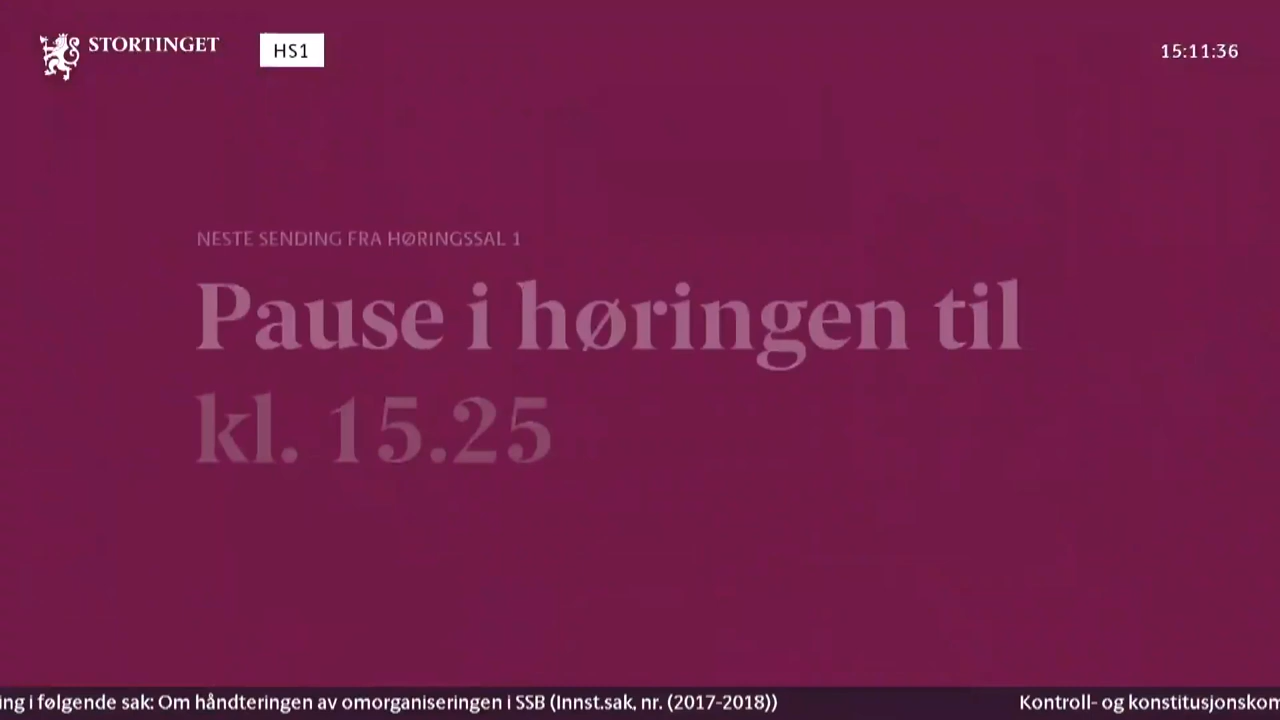 STORTINGET
HS1
15:11:36
NESTE SENDING FRA HØRINGSSAL 1
Pause i høringen til
kl. 15.25
ing i følgende sak: Om håndteringen av omorganiseringen i SSB (Innst.sak, nr. (2017-2018)) Kontroll- og konstitusjonskom